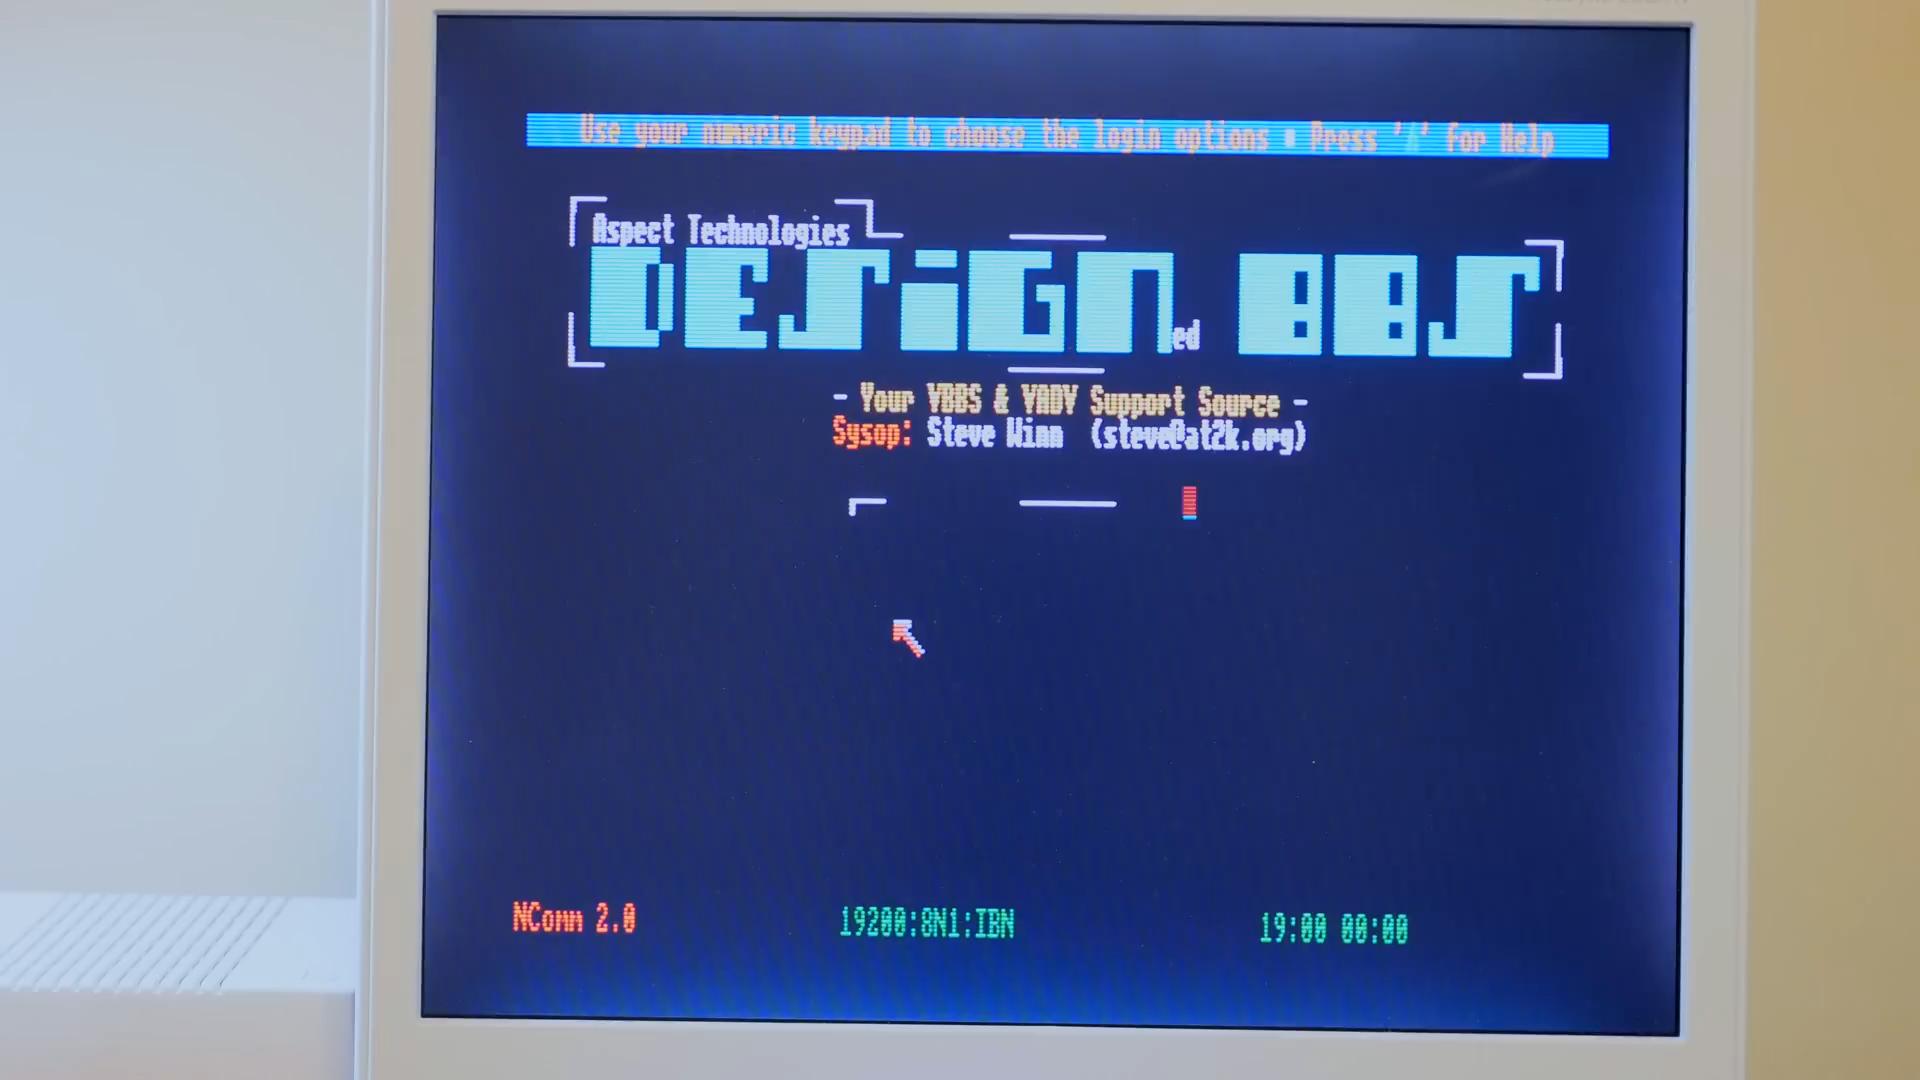 Use your numeric keypad to choose the login options ▪ Press '/' for Help
Aspect Technologies
DESiGNed BBS
- Your VBBS & VADV Support Source -
Sysop: Steve Winn (steve@at2k.org)
NComm 2.0
19200:8N1:IBN
19:00 00:00